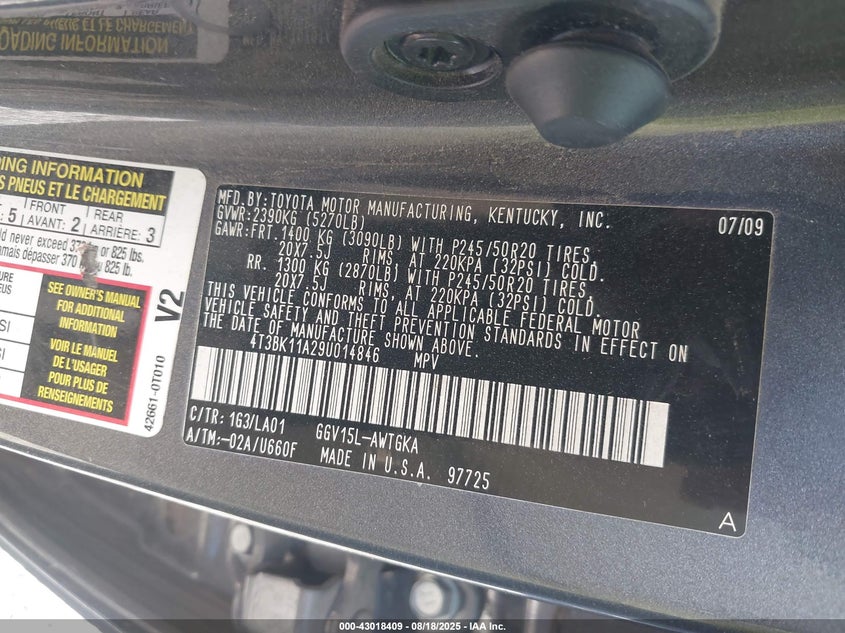 LOADING INFORMATION
DING INFORMATION
S PNEUS ET LE CHARGEMENT
5 FRONT AVANT: 2 REAR ARRIÈRE: 3
ld never exceed 37 or 825 lbs.
amais dépasser 370 ou 825 lb.
SEE OWNER'S MANUAL
FOR ADDITIONAL
INFORMATION
VOIR LE MANUEL
DE L'USAGER
POUR PLUS DE
RENSEIGNEMENTS
V2
42661-0T010
MFD.BY:TOYOTA MOTOR MANUFACTURING, KENTUCKY, INC. 07/09
GVWR:2390KG (5270LB)
GAWR:FRT.1400 KG (3090LB) WITH P245/50R20 TIRES,
20X7.5J RIMS, AT 220KPA (32PSI) COLD.
RR. 1300 KG (2870LB) WITH P245/50R20 TIRES,
20X7.5J RIMS, AT 220KPA (32PSI) COLD.
THIS VEHICLE CONFORMS TO ALL APPLICABLE FEDERAL MOTOR
VEHICLE SAFETY AND THEFT PREVENTION STANDARDS IN EFFECT ON
THE DATE OF MANUFACTURE SHOWN ABOVE.
4T3BK11A29U014846 MPV
C/TR: 1G3/LA01 GGV15L-AWTGKA
A/TM:-02A/U660F MADE IN U.S.A. 97725
A
000-43018409 - 08/18/2025 - IAA Inc.